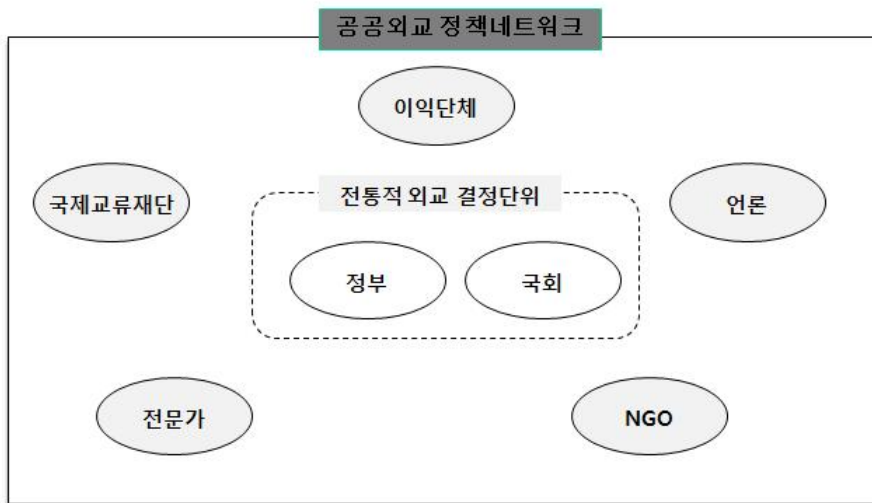 공공외교 정책네트워크
이익단체
국제교류재단
전통적 외교 결정단위
언론
정부
국회
전문가
NGO